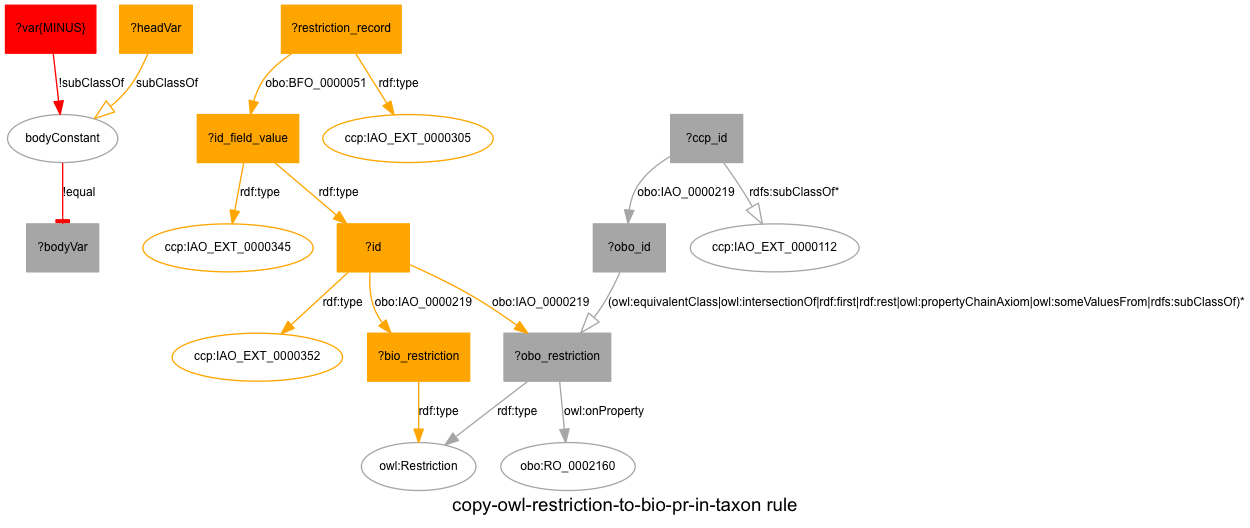 ?var{MINUS}
?headVar
?restriction_record
!subClassOf
subClassOf
obo:BFO_0000051
rdf:type
bodyConstant
?id_field_value
ccp:IAO_EXT_0000305
?ccp_id
!equal
rdf:type
rdf:type
obo:IAO_0000219
rdfs:subClassOf*
?bodyVar
ccp:IAO_EXT_0000345
?id
?obo_id
ccp:IAO_EXT_0000112
rdf:type
obo:IAO_0000219
obo:IAO_0000219
(owl:equivalentClass|owl:intersectionOf|rdf:first|rdf:rest|owl:propertyChainAxiom|owl:someValuesFrom|rdfs:subClassOf)*
ccp:IAO_EXT_0000352
?bio_restriction
?obo_restriction
rdf:type
rdf:type
owl:onProperty
owl:Restriction
obo:RO_0002160
copy-owl-restriction-to-bio-pr-in-taxon rule